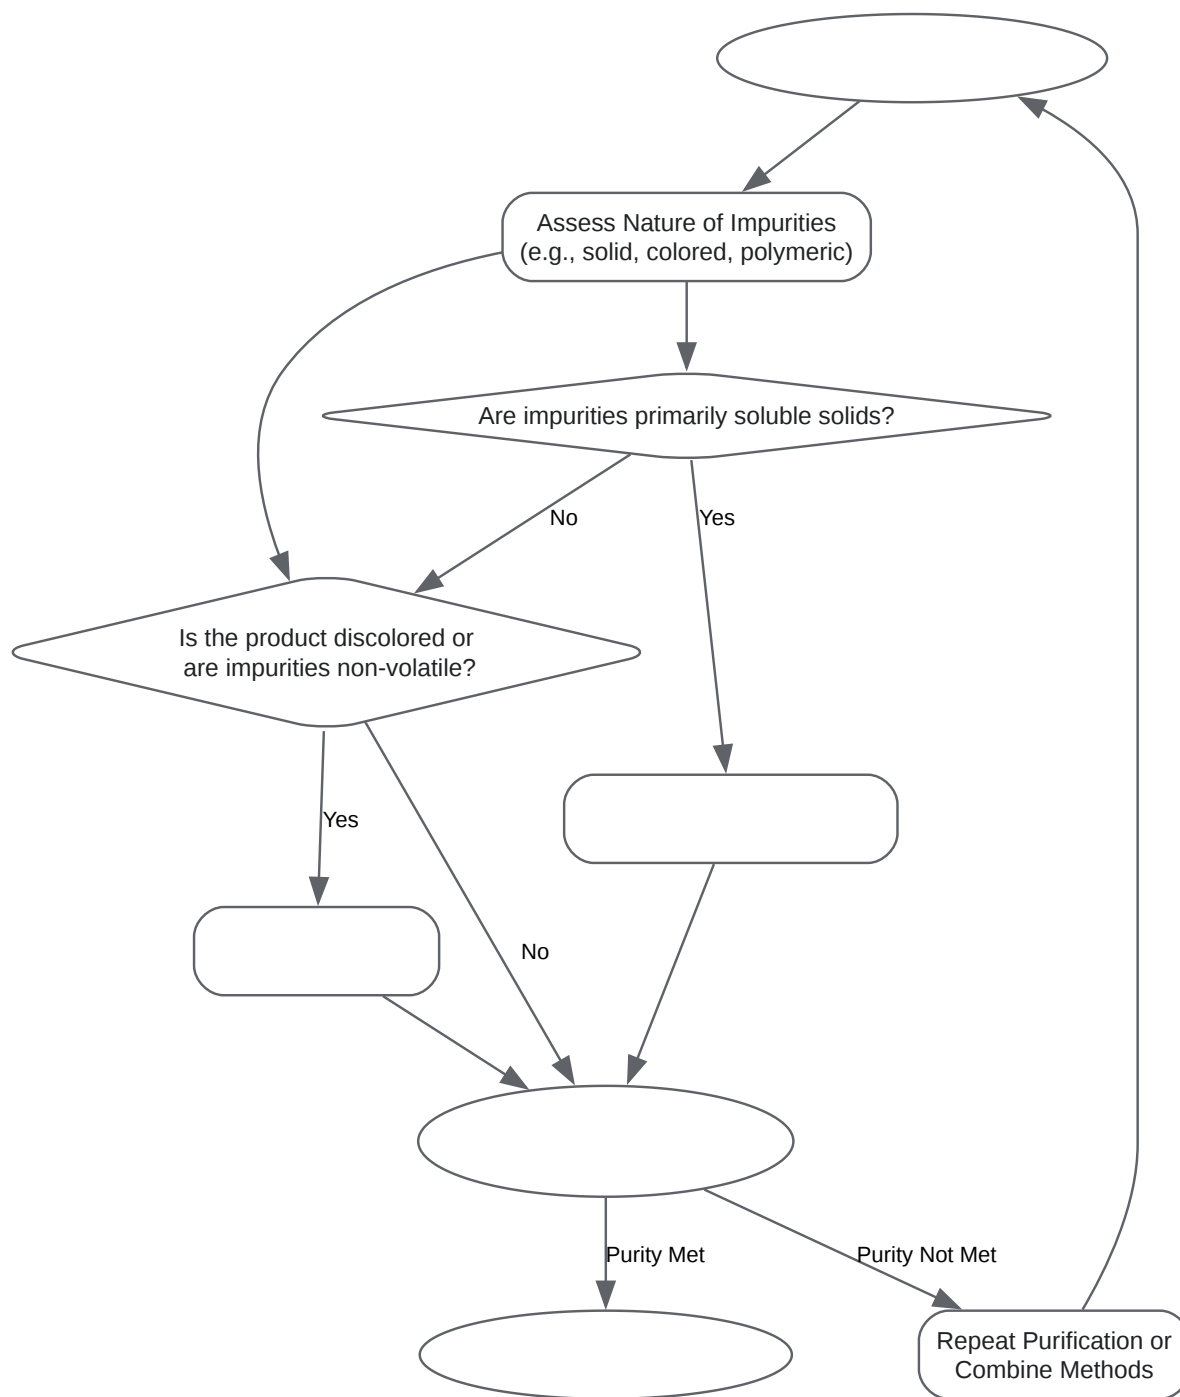 Assess Nature of Impurities
(e.g., solid, colored, polymeric)
Are impurities primarily soluble solids?
No
Yes
Is the product discolored or
are impurities non-volatile?
Yes
No
Purity Met
Purity Not Met
Repeat Purification or
Combine Methods